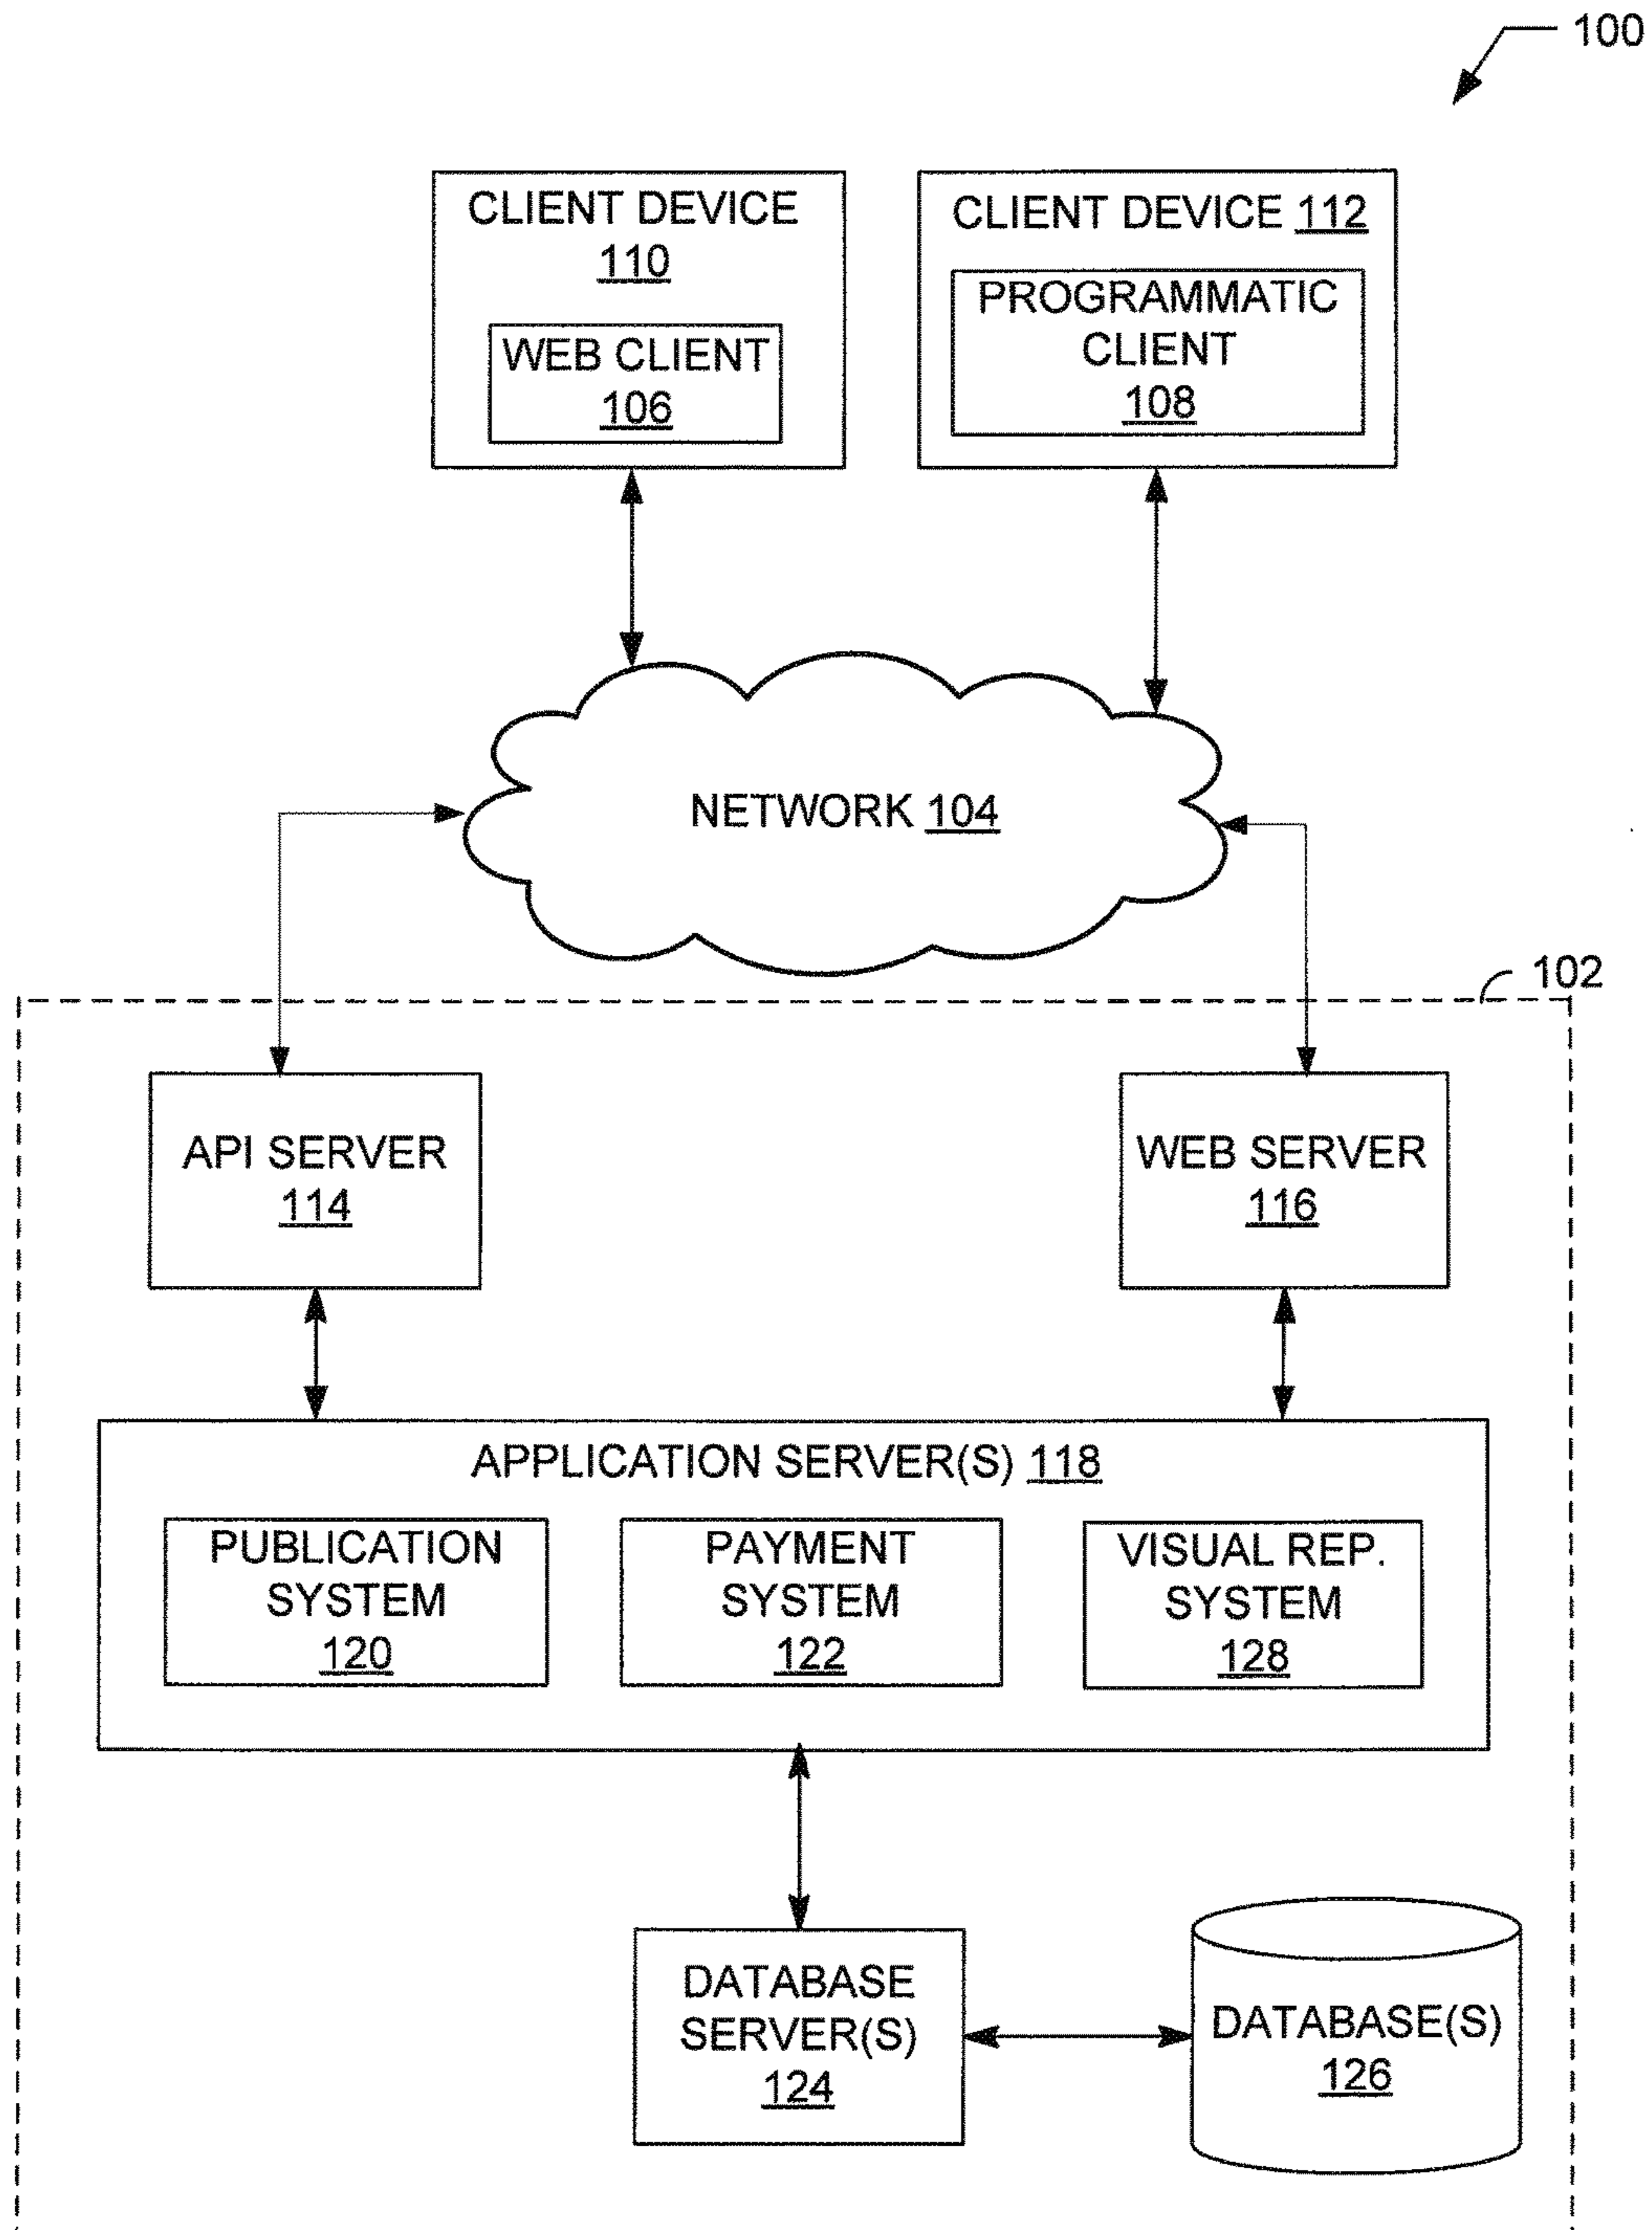 100
CLIENT DEVICE
110
WEB CLIENT
106
CLIENT DEVICE 112
PROGRAMMATIC
CLIENT
108
NETWORK 104
102
API SERVER
114
WEB SERVER
116
APPLICATION SERVER(S) 118
PUBLICATION
SYSTEM
120
PAYMENT
SYSTEM
122
VISUAL REP.
SYSTEM
128
DATABASE
SERVER(S)
124
DATABASE(S)
126